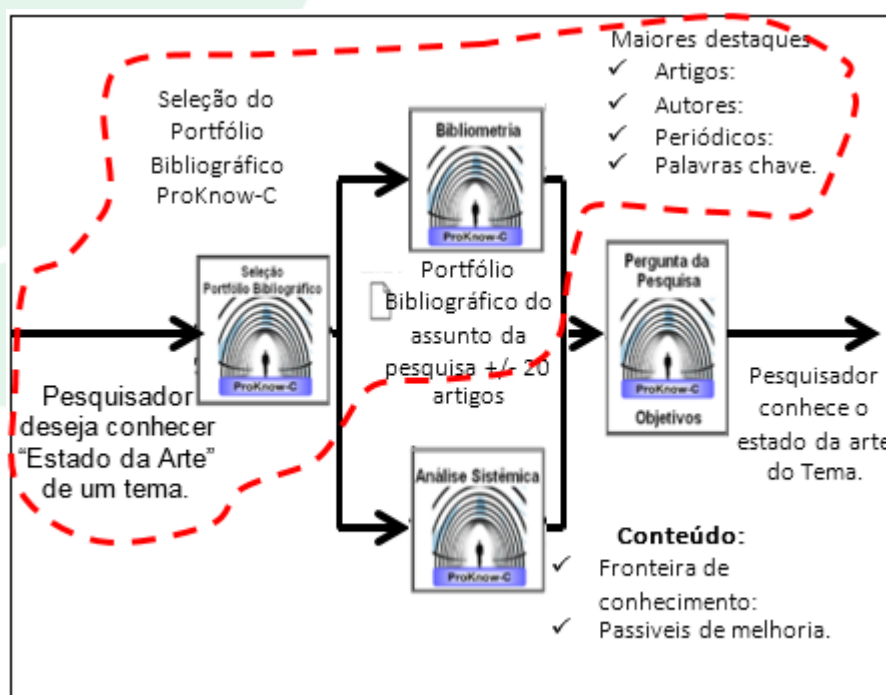 Seleção do
Portfólio
Bibliográfico
ProKnow-C
Maiores destaques
✓ Artigos:
✓ Autores:
✓ Periódicos:
✓ Palavras chave.
Bibliometria
ProKnow-C
Seleção
Portfólio Bibliográfico
ProKnow-C
Pesquisador
deseja conhecer
“Estado da Arte”
de um tema.
Portfólio
Bibliográfico do
assunto da
pesquisa +/- 20
artigos
Análise Sistêmica
ProKnow-C
Pergunta da
Pesquisa
ProKnow-C
Objetivos
Pesquisador
conhece o
estado da arte
do Tema.
Conteúdo:
✓ Fronteira de
conhecimento:
✓ Passiveis de melhoria.